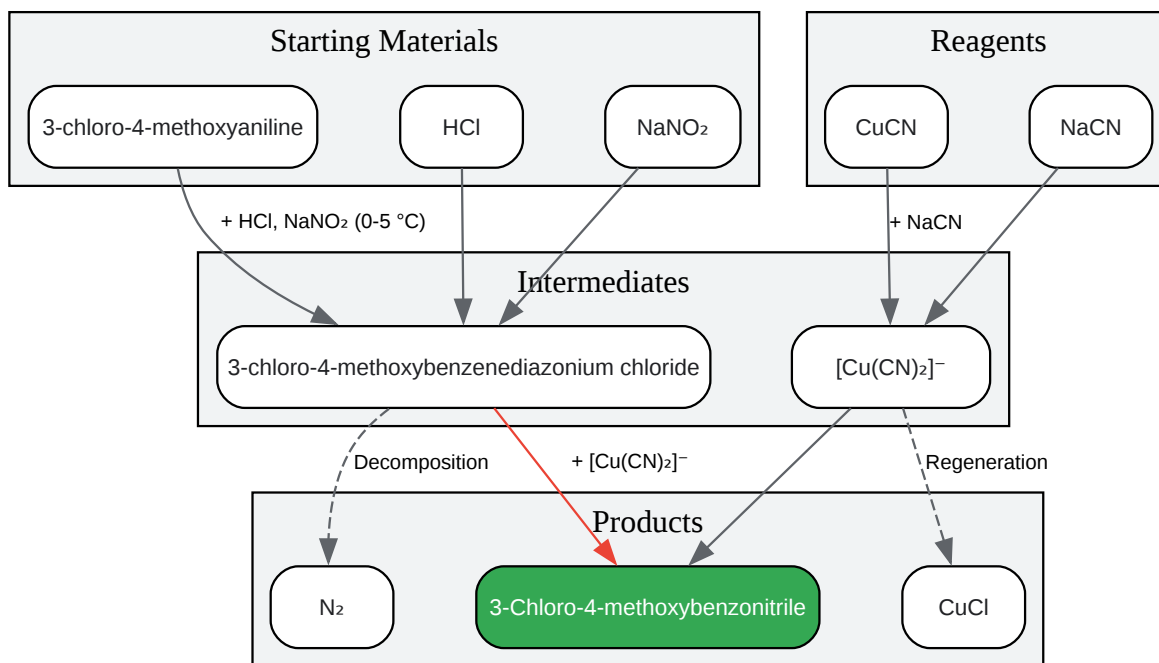 Starting Materials
Reagents
3-chloro-4-methoxyaniline
HCl
NaNO₂
CuCN
NaCN
+ HCl, NaNO₂ (0-5 °C)
+ NaCN
Intermediates
3-chloro-4-methoxybenzenediazonium chloride
[Cu(CN)₂]⁻
Decomposition
+ [Cu(CN)₂]⁻
Regeneration
Products
N₂
3-Chloro-4-methoxybenzonitrile
CuCl